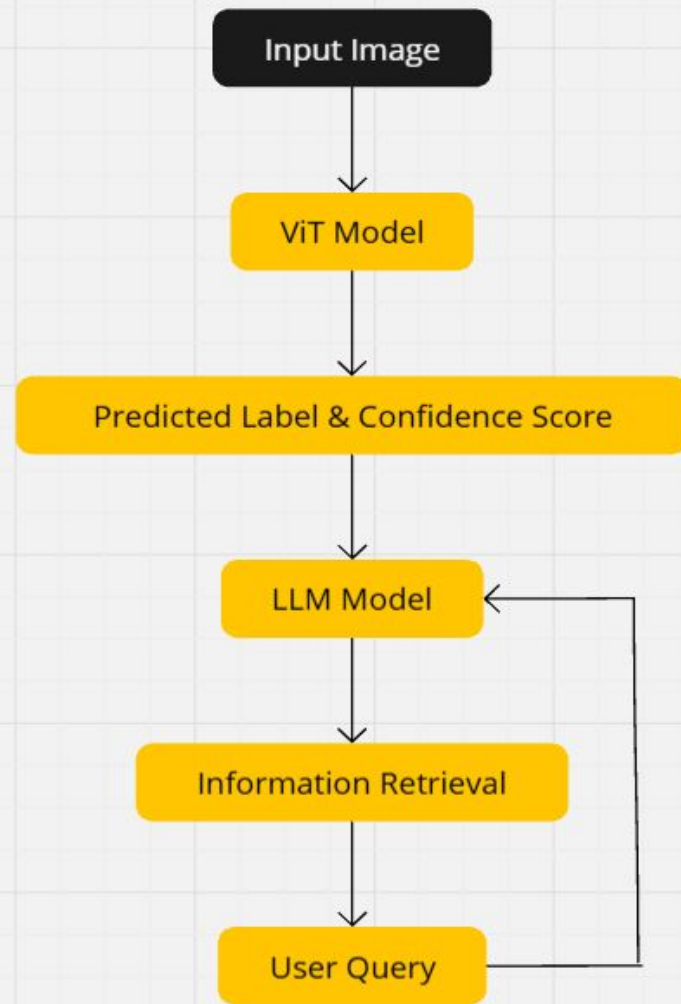 Input Image
ViT Model
Predicted Label & Confidence Score
LLM Model
Information Retrieval
User Query